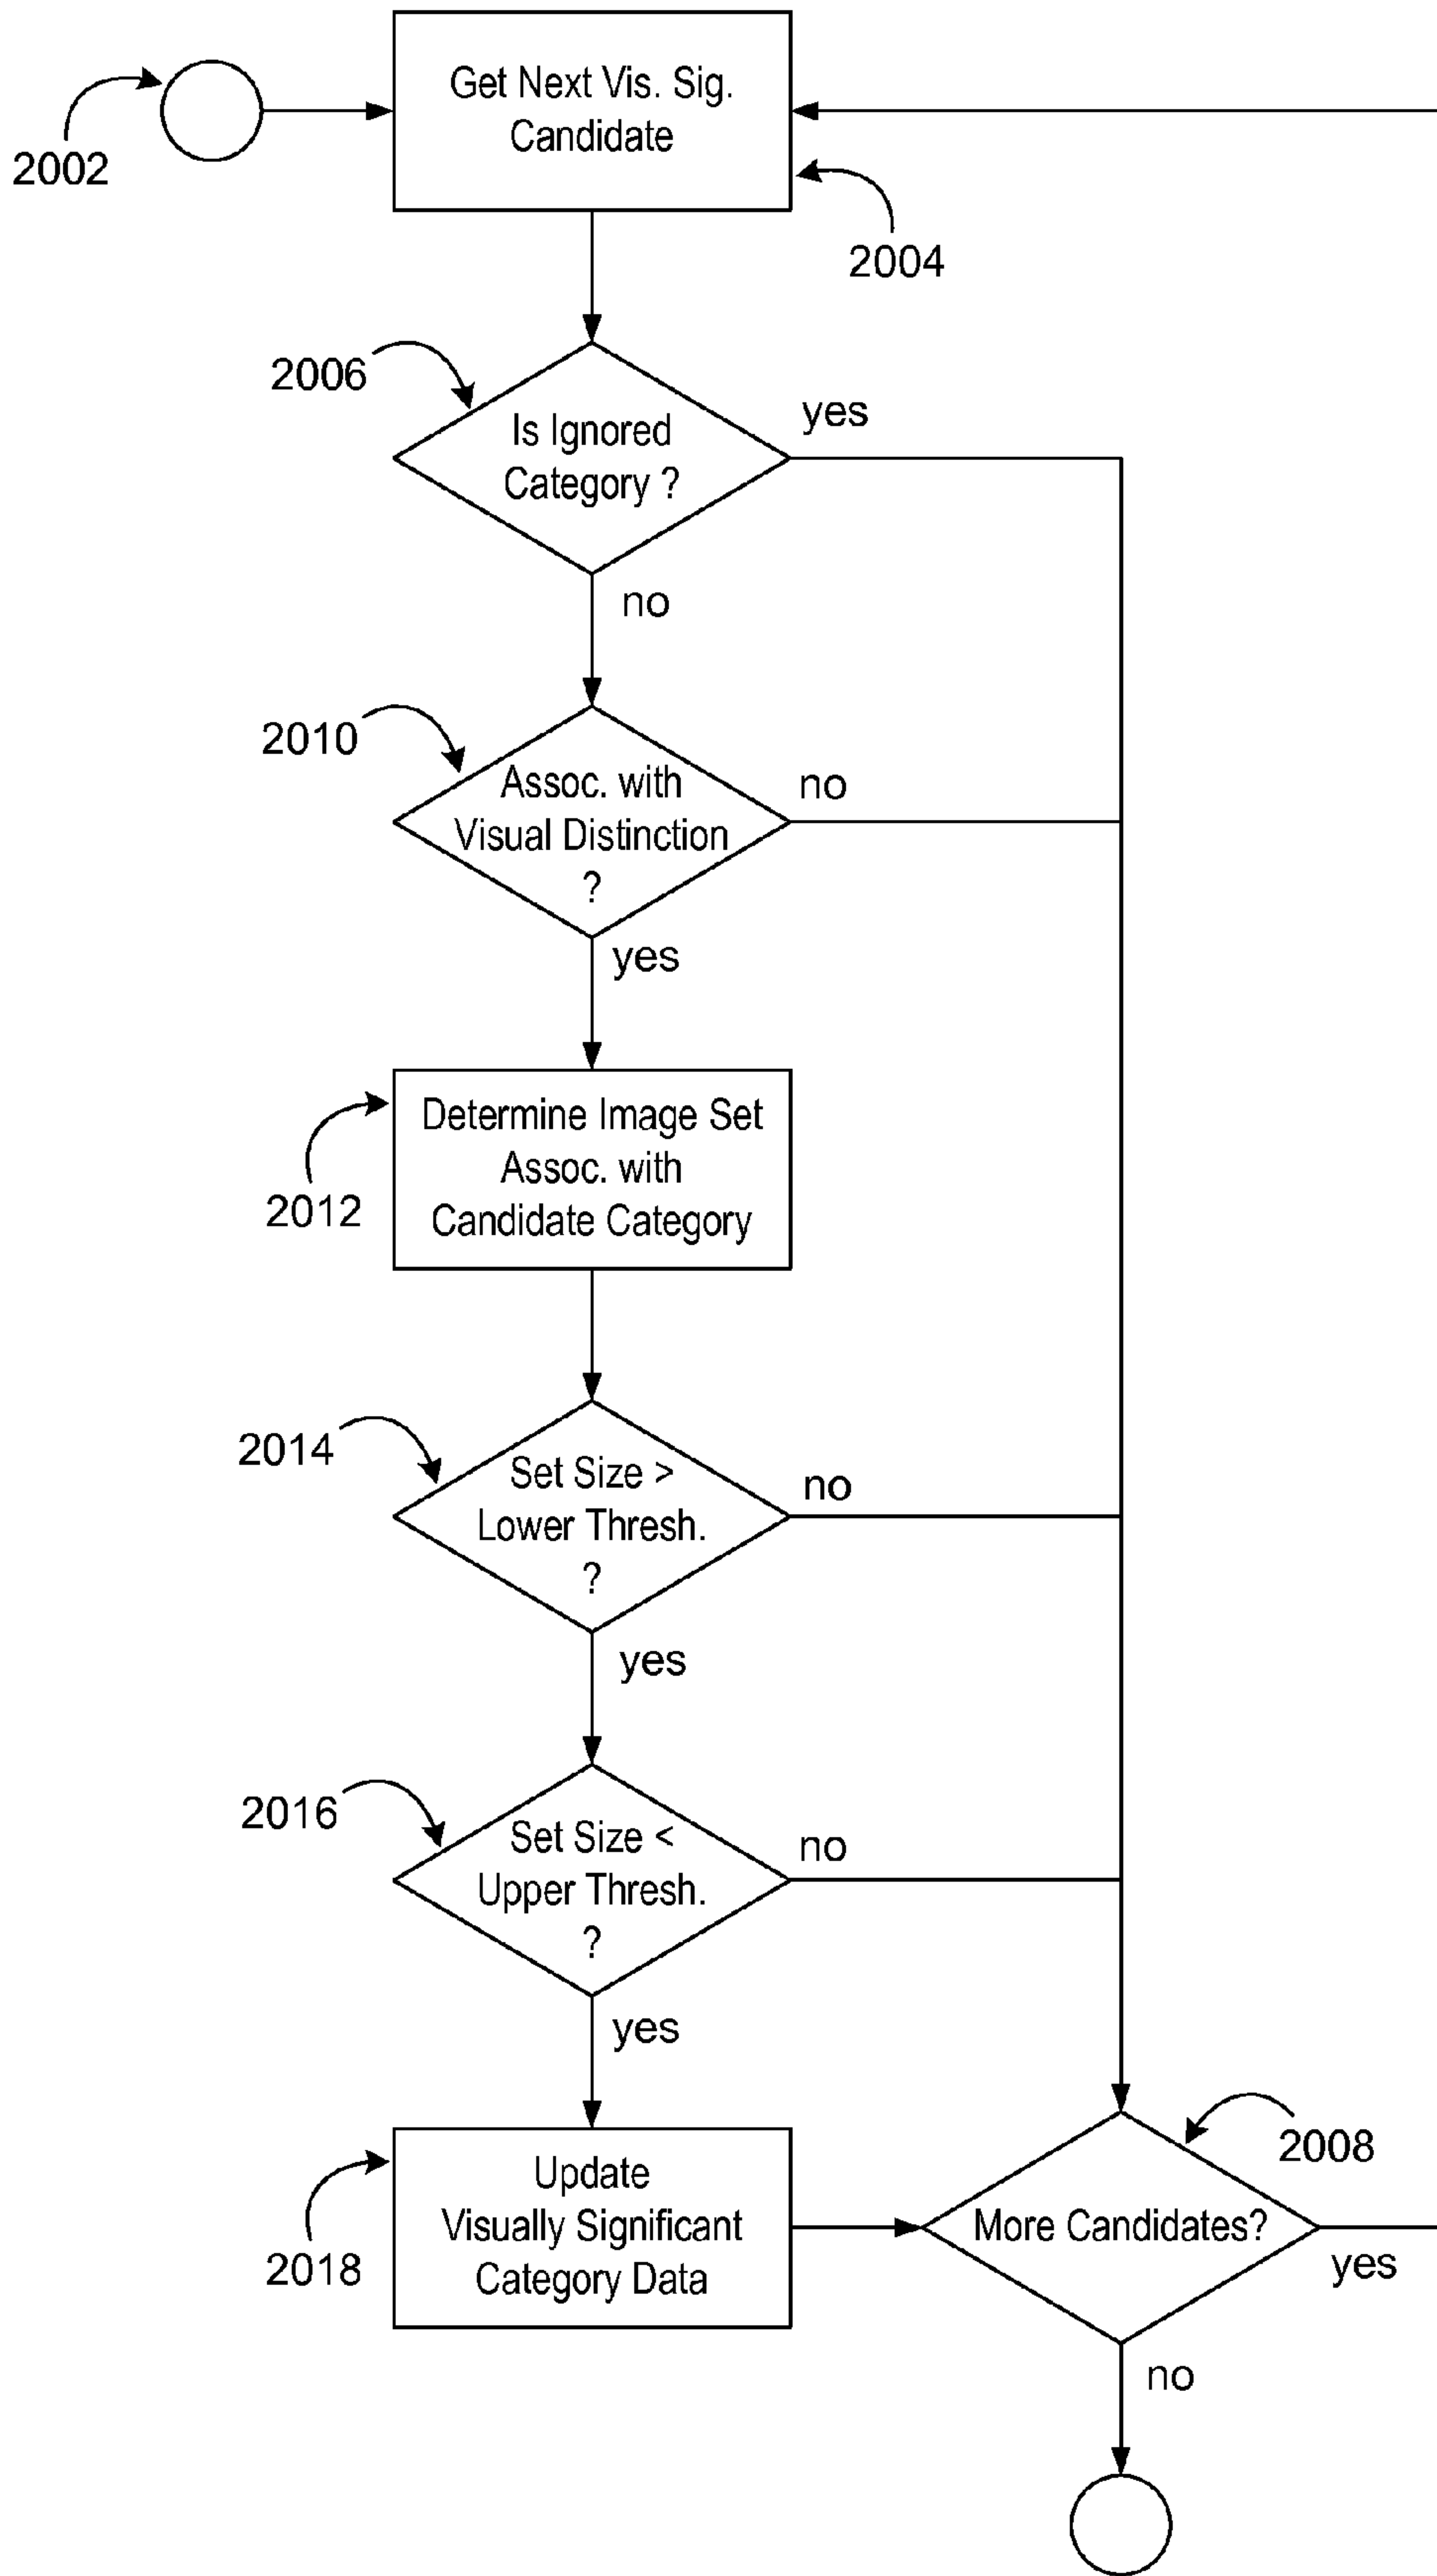 Get Next Vis. Sig.
Candidate
2002
2004
2006
Is Ignored
Category ?
yes
no
2010
Assoc. with
Visual Distinction
?
no
yes
Determine Image Set
Assoc. with
Candidate Category
2012
2014
Set Size >
Lower Thresh.
?
no
yes
2016
Set Size <
Upper Thresh.
?
no
yes
2008
Update
Visually Significant
Category Data
2018
More Candidates?
yes
no